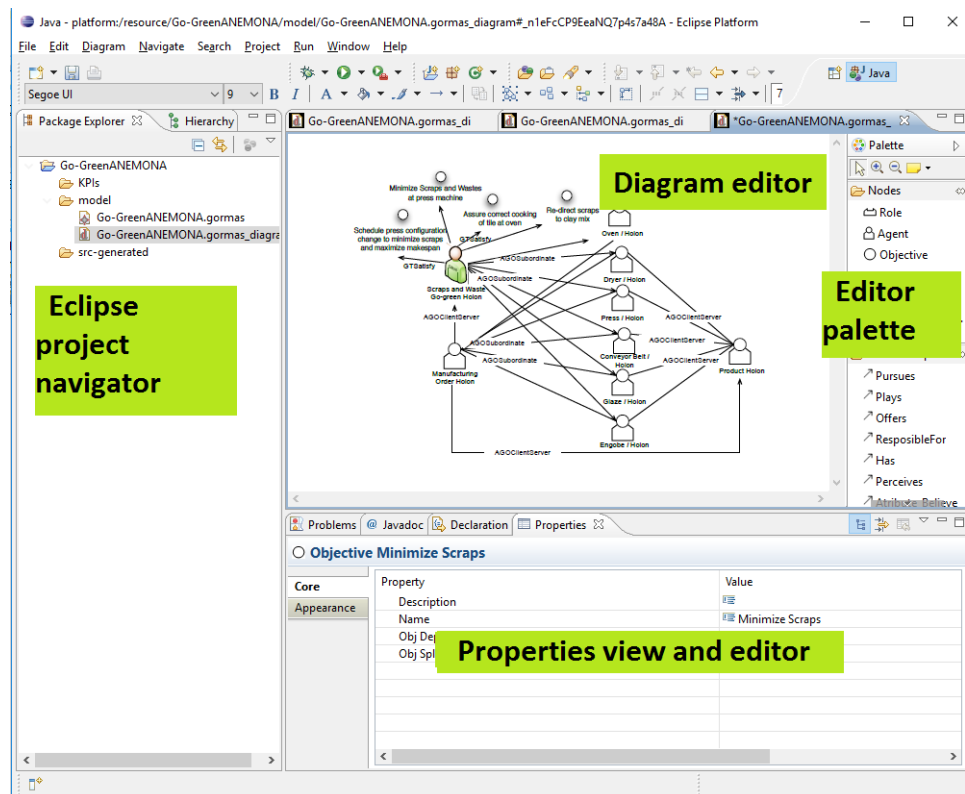 Java - platform:/resource/Go-GreenANEMONA/model/Go-GreenANEMONA.gormas_diagram#_n1eFcCP9EeaNQ7p4s7a48A - Eclipse Platform
File Edit Diagram Navigate Search Project Run Window Help
Java
Segoe UI 9 B I A 7
Package Explorer Hierarchy
Go-GreenANEMONA
KPIs
model
Go-GreenANEMONA.gormas
Go-GreenANEMONA.gormas_diagra
src-generated
Eclipse
project
navigator
Go-GreenANEMONA.gormas_di Go-GreenANEMONA.gormas_di *Go-GreenANEMONA.gormas_
Diagram editor
Minimize Scraps and Wastes
at press machine
Assure correct cooking
of tile at oven
Re-direct scraps
to clay mix
Schedule press configuration
change to minimize scraps
and maximize makespan
GTSatisfy
GTSatisfy
Oven / Holon
AGOSubordinate
AGOSubordinate
Dryer / Holon
Scraps and Waste
Go-green Holon
Press / Holon
AGOClientServer
AGOClientServer
AGOSubordinate
AGOClientServer
Conveyor Belt /
Holon
AGOSubordinate
AGOClientServer
Manufacturing
Order Holon
Product Holon
Glaze / Holon
Engobe / Holon
AGOClientServer
Palette
Nodes
Role
Agent
Objective
Editor
palette
Pursues
Plays
Offers
ResposibleFor
Has
Perceives
Atribute_Believe
Problems Javadoc Declaration Properties
Objective Minimize Scraps
Core
Appearance
Property Value
Description
Name Minimize Scraps
Obj De
Obj Spl
Properties view and editor